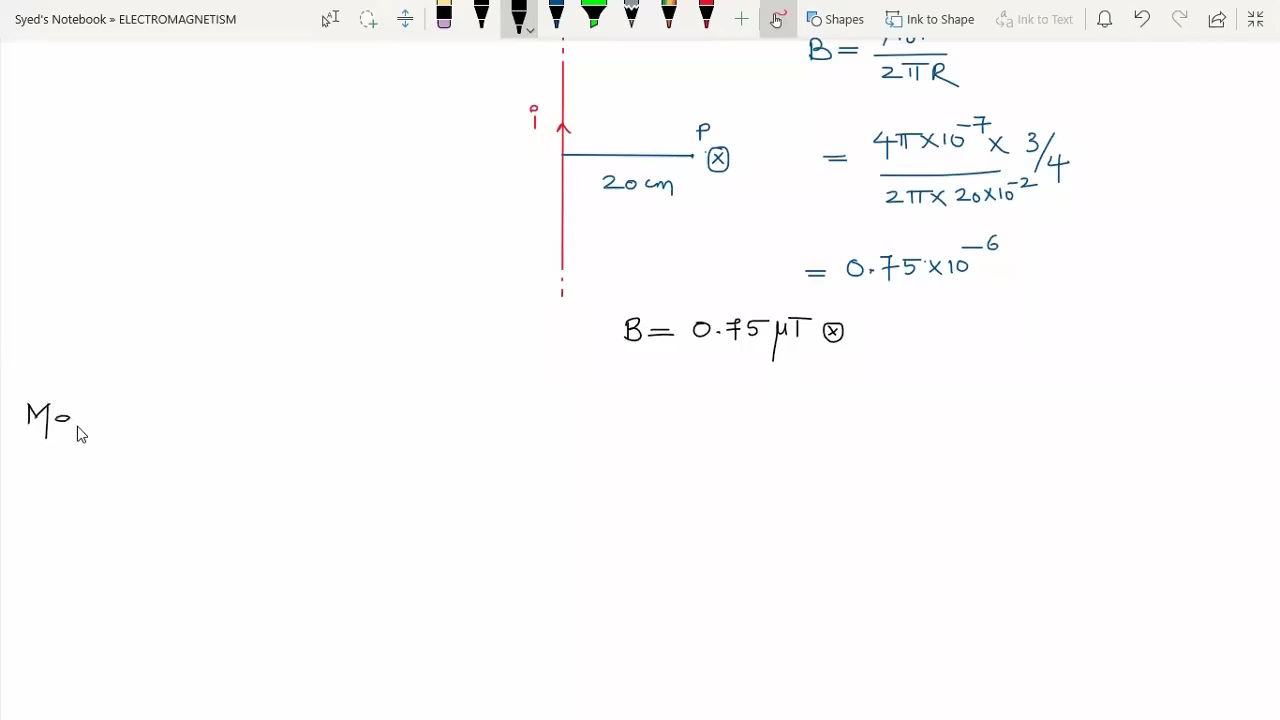 Syed's Notebook » ELECTROMAGNETISM
Shapes
Ink to Shape
Ink to Text
B =
2πR
i
P
⊗
20 cm
= 4π×10⁻⁷ × 3/4
2π× 20×10⁻²
= 0.75×10⁻⁶
B = 0.75 μT ⊗
Mo